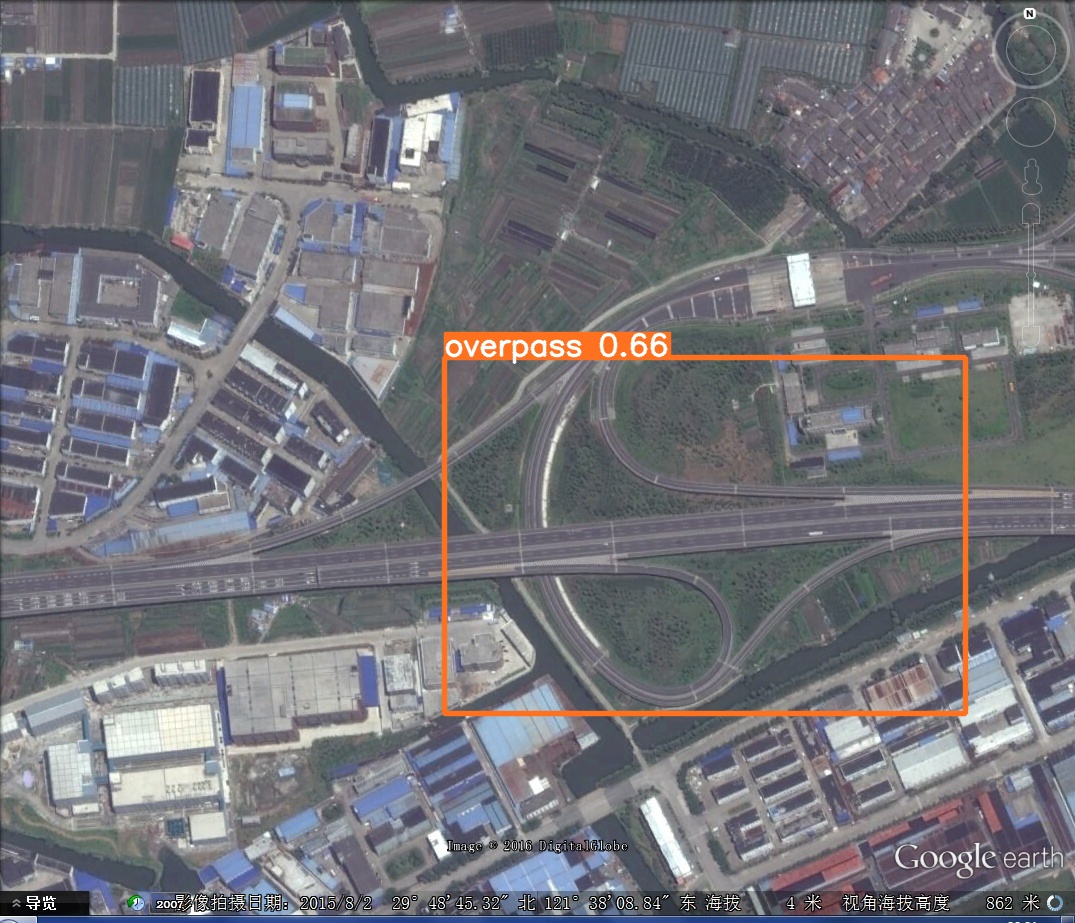 N
overpass 0.66
Image © 2016 DigitalGlobe
Google earth
导览 2007 影像拍摄日期: 2015/8/2 29° 48'45.32" 北 121° 38'08.84" 东 海拔 4 米 视角海拔高度 862 米